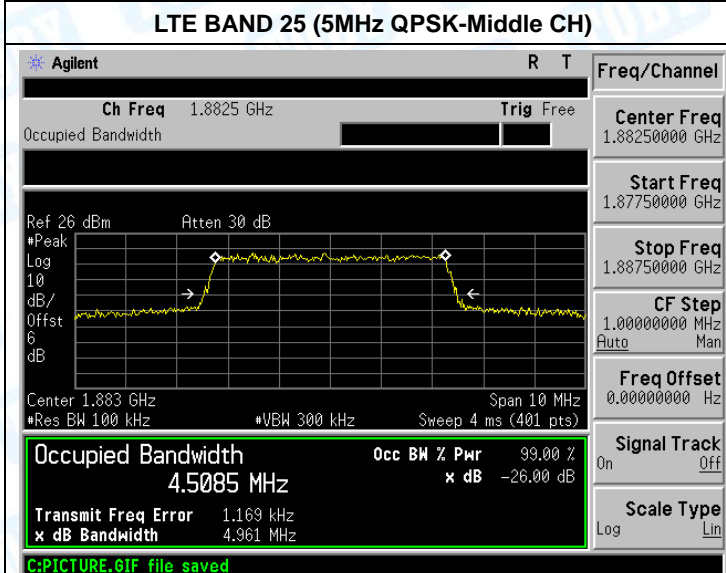 LTE BAND 25 (5MHz QPSK-Middle CH)
Agilent R T
Freq/Channel
Ch Freq 1.8825 GHz Trig Free
Occupied Bandwidth
Center Freq
1.88250000 GHz
Start Freq
1.87750000 GHz
Stop Freq
1.88750000 GHz
CF Step
1.00000000 MHz
Auto Man
Freq Offset
0.00000000 Hz
Signal Track
On Off
Scale Type
Log Lin
Ref 26 dBm Atten 30 dB
#Peak
Log
10
dB/
Offst
6
dB
Center 1.883 GHz Span 10 MHz
#Res BW 100 kHz #VBW 300 kHz Sweep 4 ms (401 pts)
Occupied Bandwidth Occ BW % Pwr 99.00 %
4.5085 MHz x dB -26.00 dB
Transmit Freq Error 1.169 kHz
x dB Bandwidth 4.961 MHz
C:PICTURE.GIF file saved